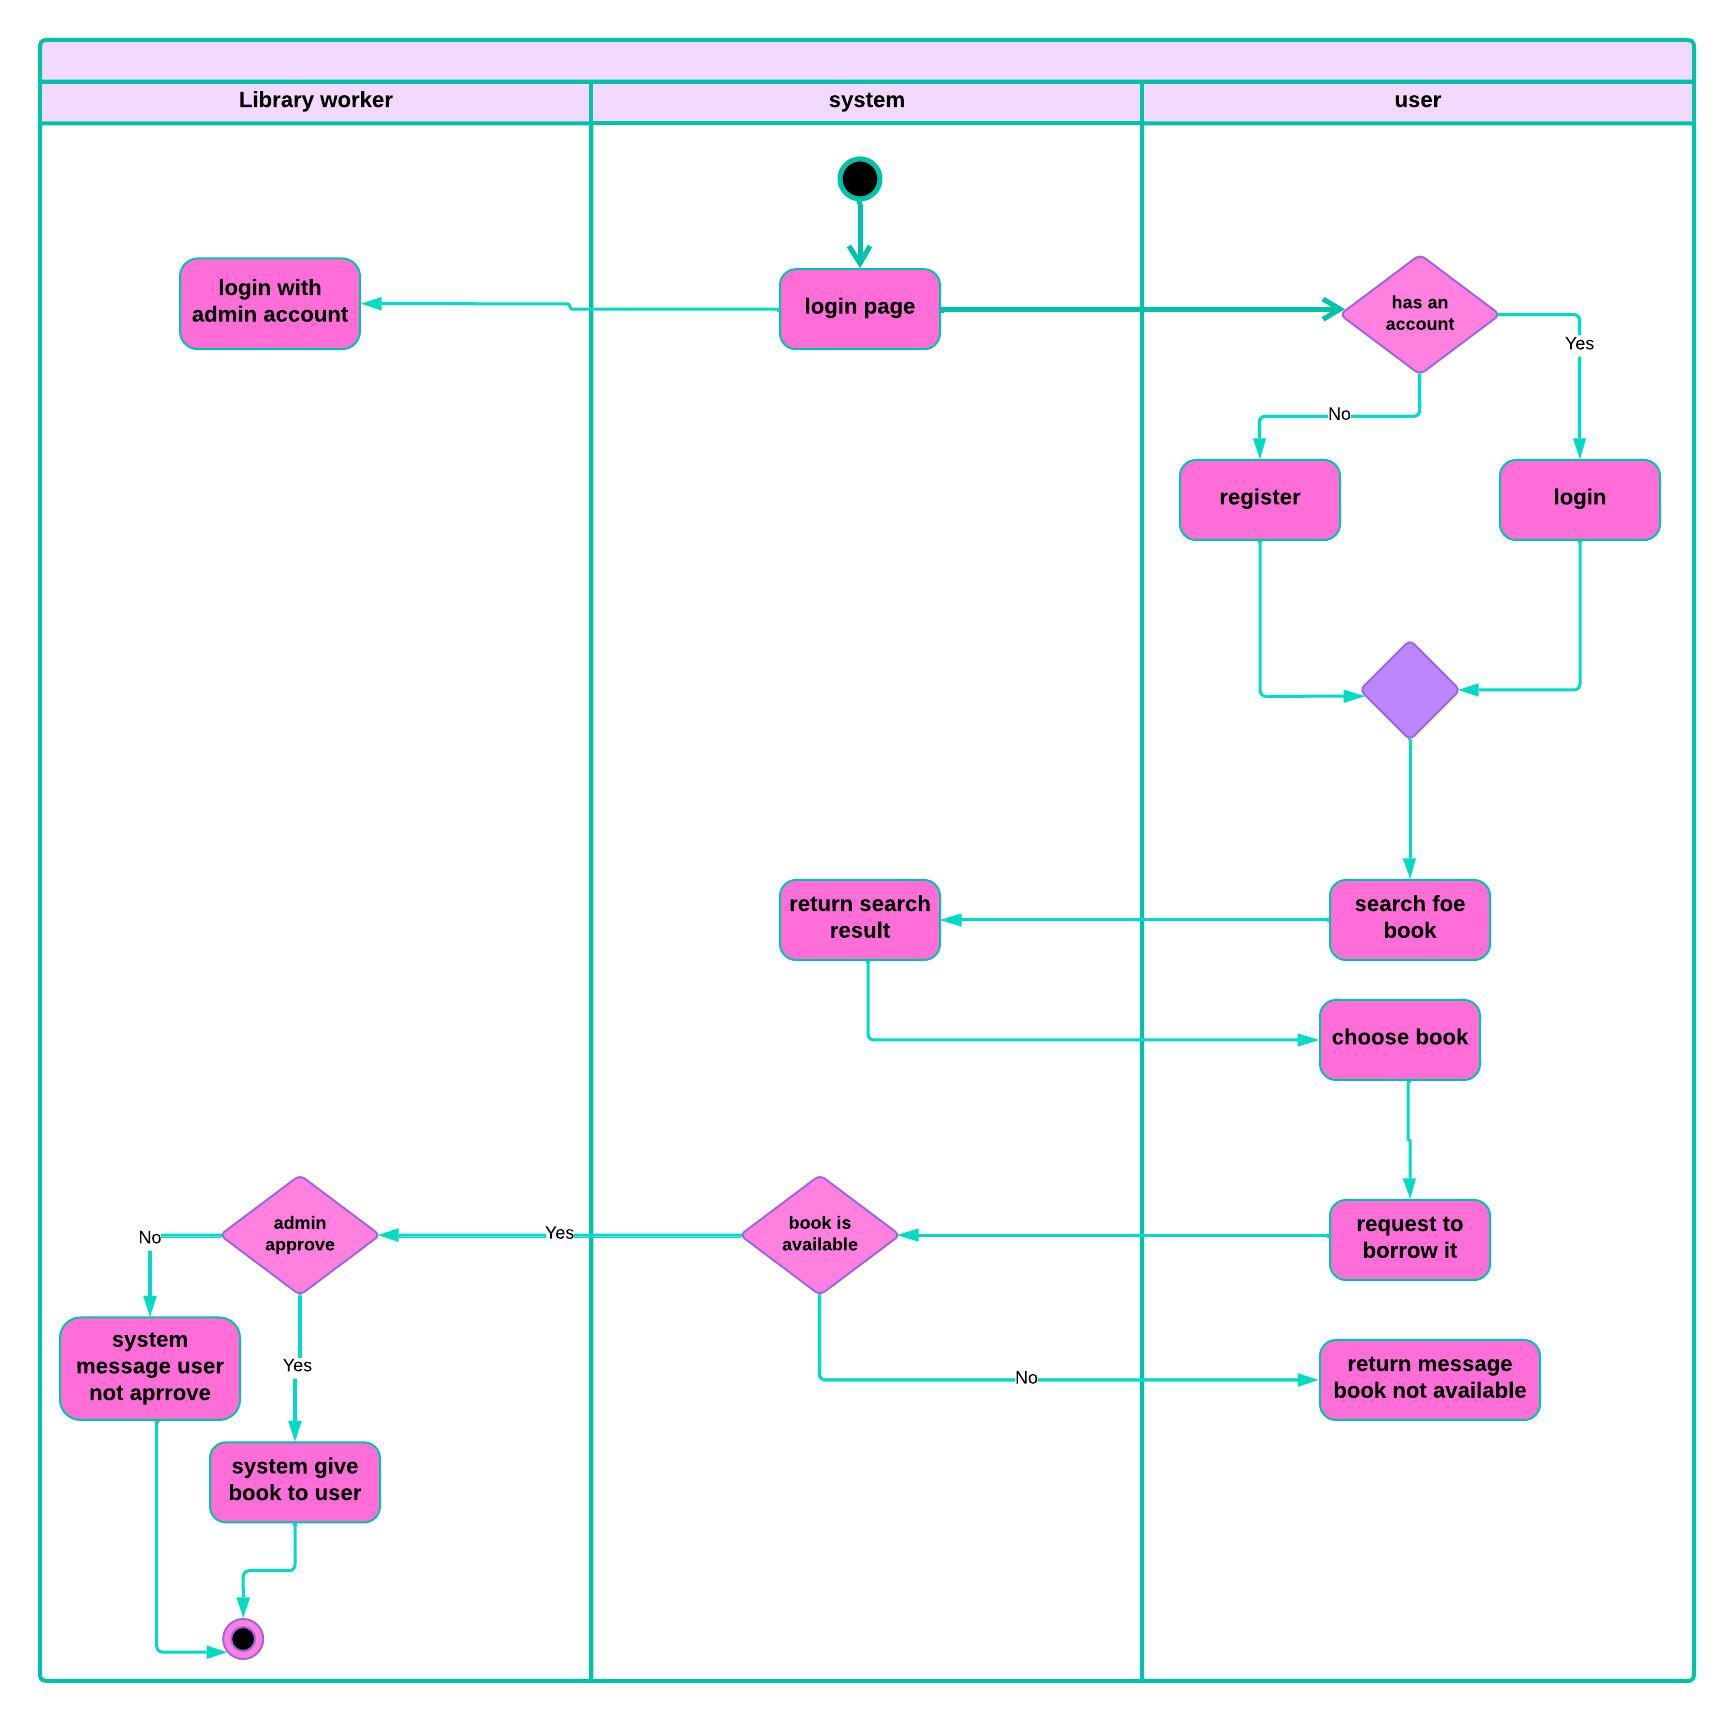 Library worker
system
user
login with
admin account
login page
has an
account
Yes
No
register
login
return search
result
search foe
book
choose book
admin
approve
No
Yes
book is
available
request to
borrow it
system
message user
not aprrove
Yes
No
return message
book not available
system give
book to user